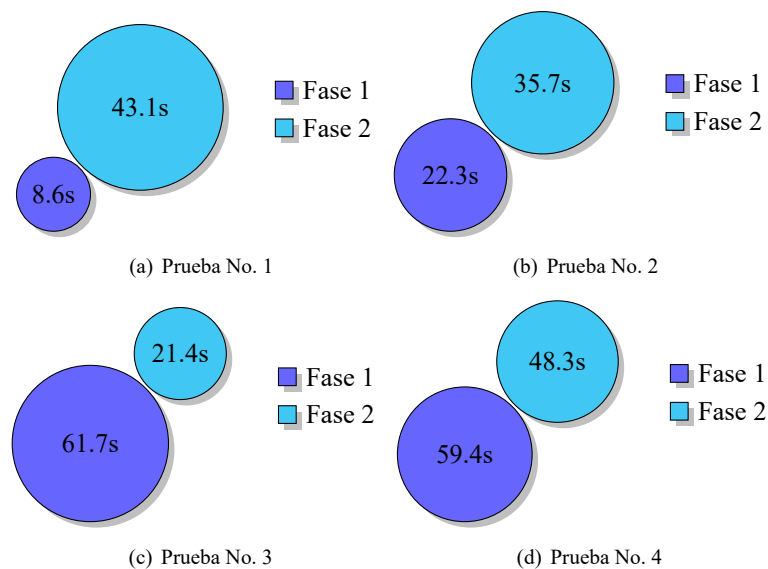 43.1s
8.6s
Fase 1
Fase 2
(a) Prueba No. 1
35.7s
22.3s
Fase 1
Fase 2
(b) Prueba No. 2
21.4s
61.7s
Fase 1
Fase 2
(c) Prueba No. 3
48.3s
59.4s
Fase 1
Fase 2
(d) Prueba No. 4